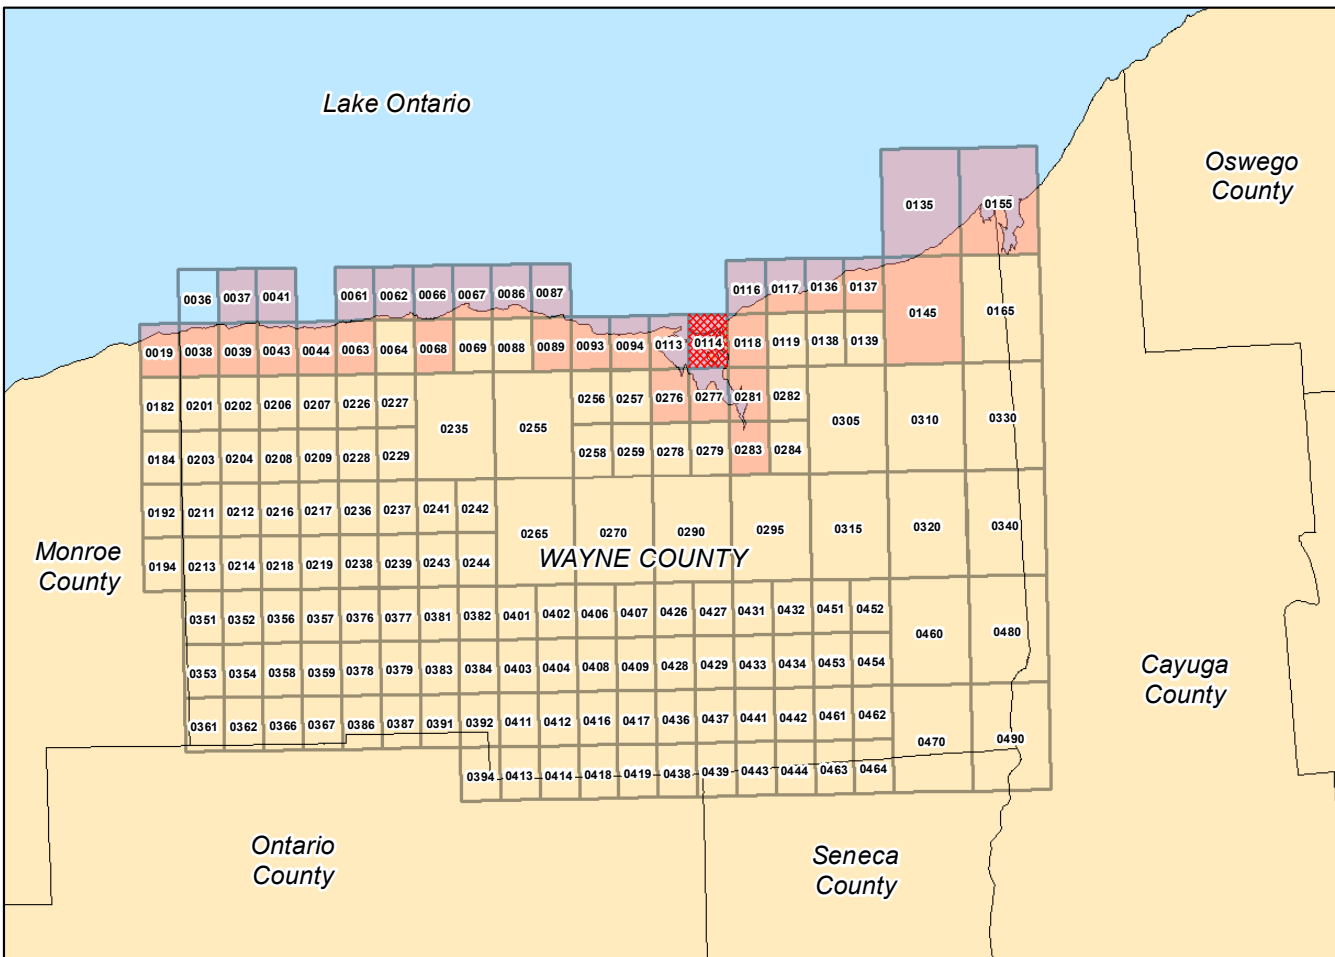 Lake Ontario
Oswego
County
0135 0155
0036 0037 0041 0061 0062 0066 0067 0086 0087 0116 0117 0136 0137
0145 0165
0019 0038 0039 0043 0044 0063 0064 0068 0069 0088 0089 0093 0094 0113 0114 0118 0119 0138 0139
0182 0201 0202 0206 0207 0226 0227 0256 0257 0276 0277 0281 0282
0235 0255 0305 0310 0330
0184 0203 0204 0208 0209 0228 0229 0258 0259 0278 0279 0283 0284
0192 0211 0212 0216 0217 0236 0237 0241 0242
0265 0270 0290 0295 0315 0320 0340
WAYNE COUNTY
Monroe
County
0194 0213 0214 0218 0219 0238 0239 0243 0244
0351 0352 0356 0357 0376 0377 0381 0382 0401 0402 0406 0407 0426 0427 0431 0432 0451 0452
0460 0480
0353 0354 0358 0359 0378 0379 0383 0384 0403 0404 0408 0409 0428 0429 0433 0434 0453 0454
Cayuga
County
0361 0362 0366 0367 0386 0387 0391 0392 0411 0412 0416 0417 0436 0437 0441 0442 0461 0462
0470 0490
0394 0413 0414 0418 0419 0438 0439 0443 0444 0463 0464
Ontario
County
Seneca
County